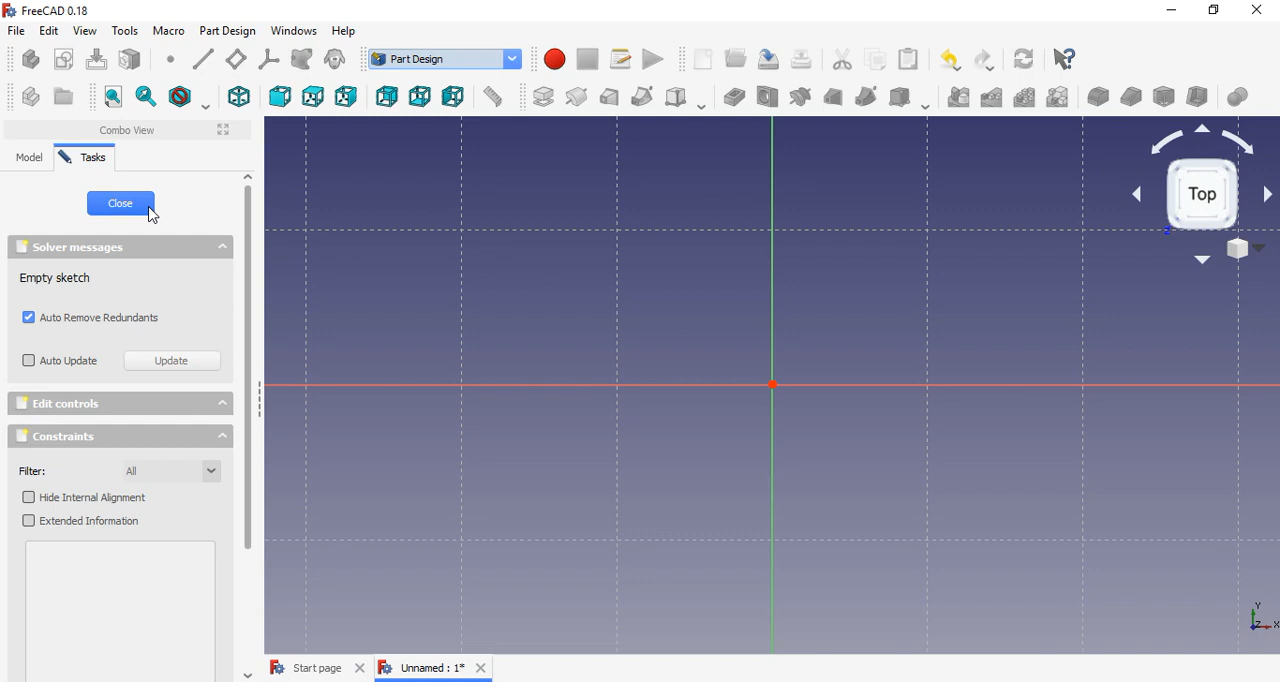 FreeCAD 0.18
File Edit View Tools Macro Part Design Windows Help
Part Design
Combo View
Model Tasks
Close
Solver messages
Empty sketch
Auto Remove Redundants
Auto Update Update
Edit controls
Constraints
Filter: All
Hide Internal Alignment
Extended Information
Top
Z
Y
Z X
Start page Unnamed : 1*